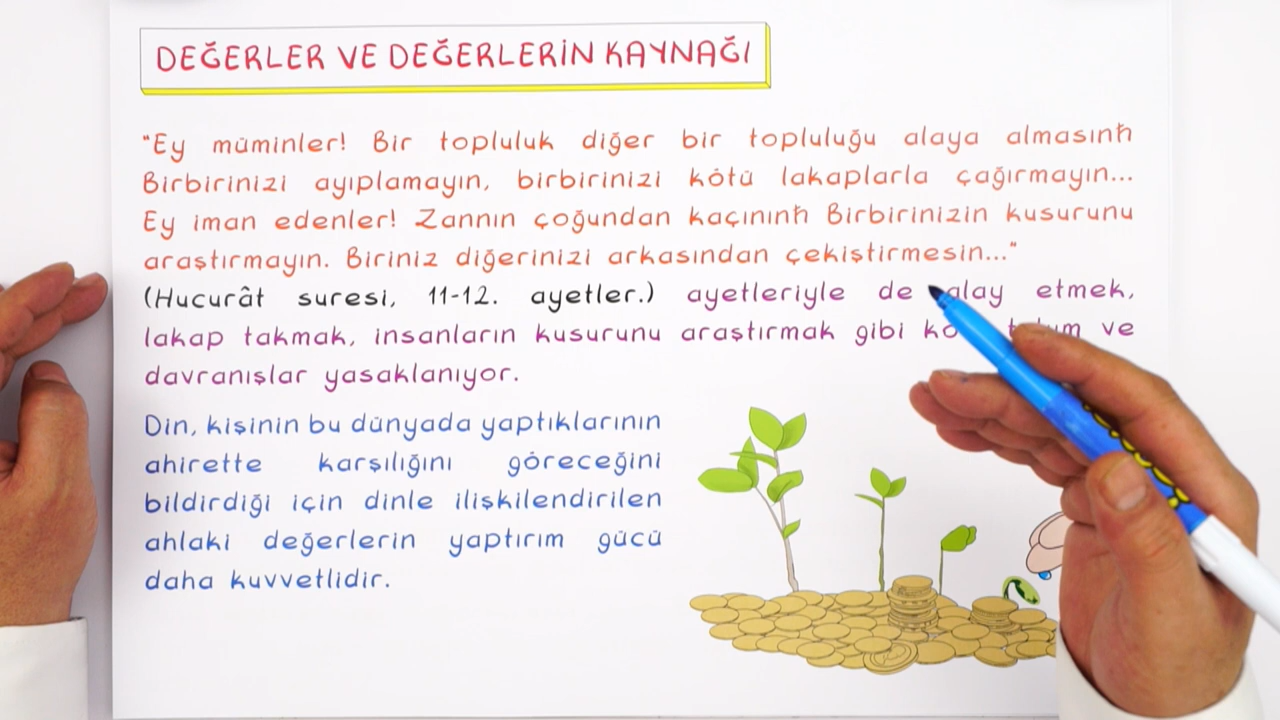 DEĞERLER VE DEĞERLERİN KAYNAĞI
"Ey müminler! Bir topluluk diğer bir topluluğu alaya almasınħ
Birbirinizi ayıplamayın, birbirinizi kötü lakaplarla çağırmayın...
Ey iman edenler! Zannın çoğundan kaçınınħ Birbirinizin kusurunu
araştırmayın. Biriniz diğerinizi arkasından çekiştirmesin..."
(Hucurât suresi, 11-12. ayetler.) ayetleriyle de alay etmek,
lakap takmak, insanların kusurunu araştırmak gibi ve
davranışlar yasaklanıyor.
Din, kişinin bu dünyada yaptıklarının
ahirette karşılığını göreceğini
bildirdiği için dinle ilişkilendirilen
ahlaki değerlerin yaptırım gücü
daha kuvvetlidir.